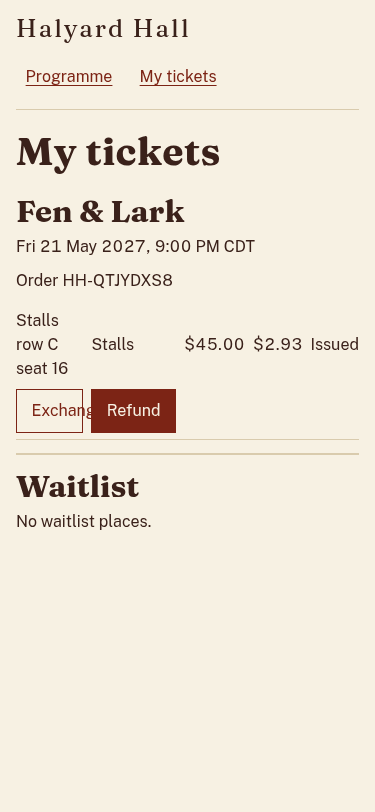 Halyard Hall
Programme My tickets
My tickets
Fen & Lark
Fri 21 May 2027, 9:00 PM CDT
Order HH-QTJYDXS8
Stalls
row C Stalls $45.00 $2.93 Issued
seat 16
Exchang Refund
Waitlist
No waitlist places.